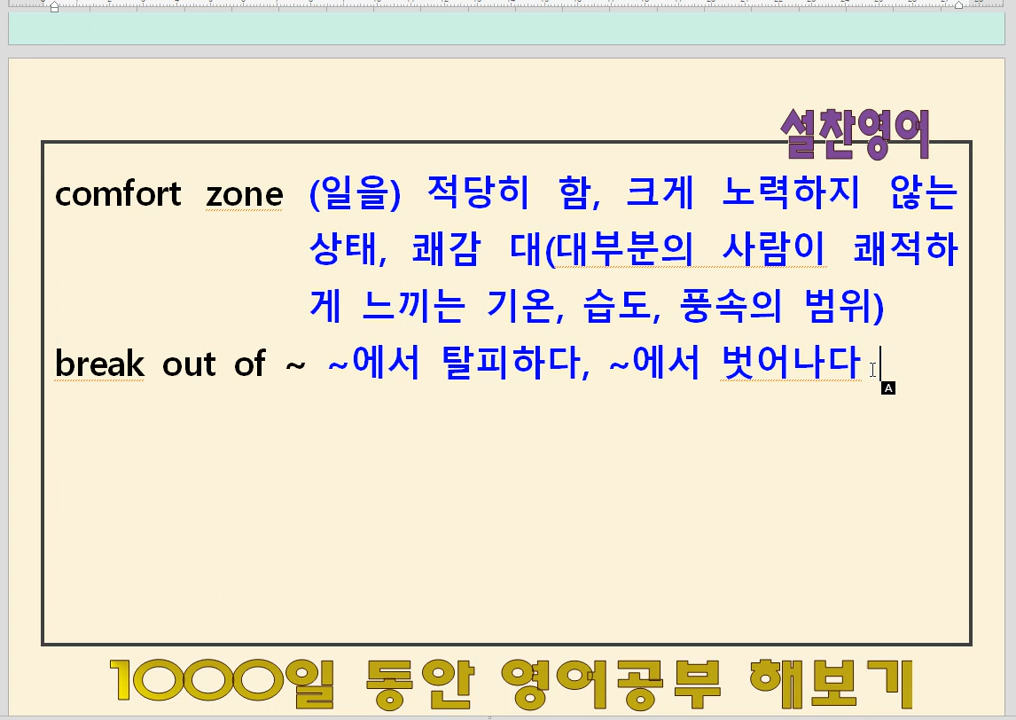 설찬영어
comfort zone (일을) 적당히 함, 크게 노력하지 않는
상태, 쾌감 대(대부분의 사람이 쾌적하
게 느끼는 기온, 습도, 풍속의 범위)
break out of ~ ~에서 탈피하다, ~에서 벗어나다
A
1000일 동안 영어공부 해보기